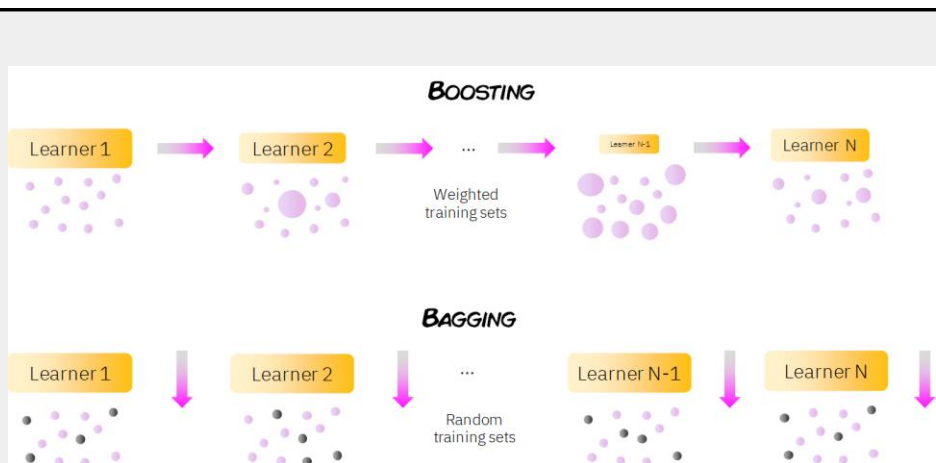 BOOSTING
Learner 1
Learner 2
...
Learner N-1
Learner N
Weighted
training sets
BAGGING
Learner 1
Learner 2
...
Learner N-1
Learner N
Random
training sets